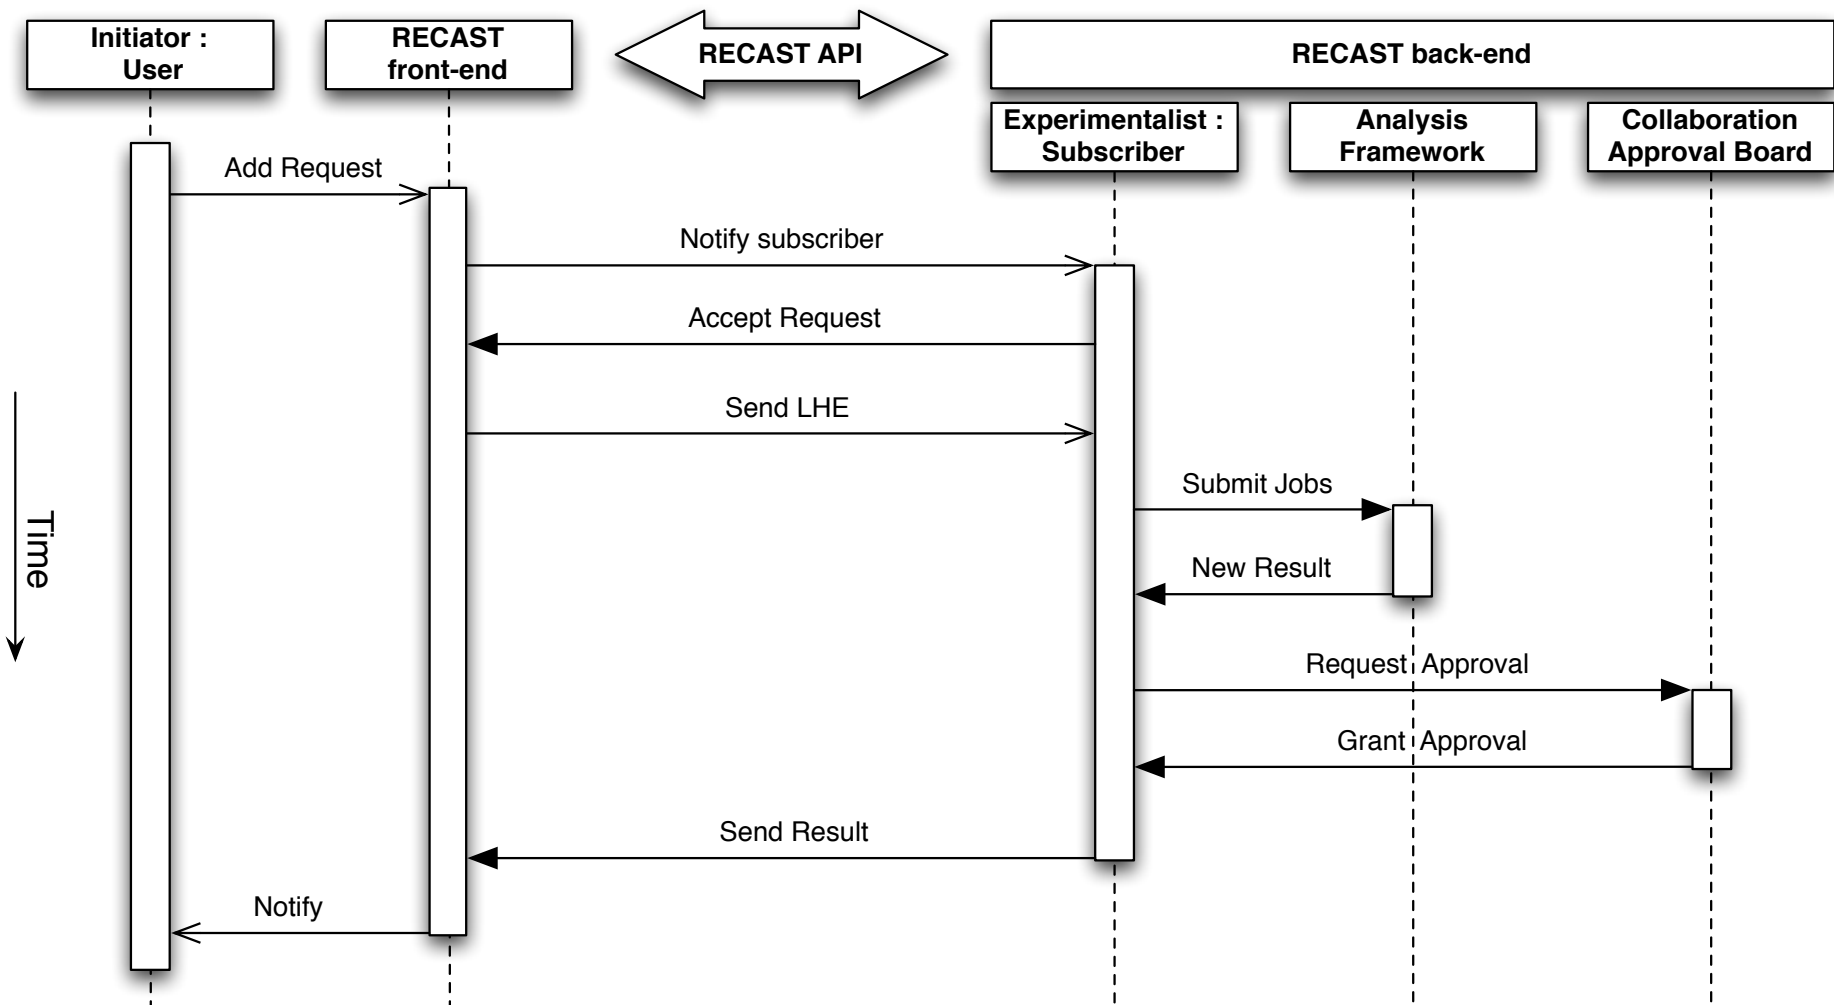 Initiator :
User
RECAST
front-end
RECAST API
RECAST back-end
Experimentalist :
Subscriber
Analysis
Framework
Collaboration
Approval Board
Add Request
Notify subscriber
Accept Request
Send LHE
Submit Jobs
Time
New Result
Request Approval
Grant Approval
Send Result
Notify